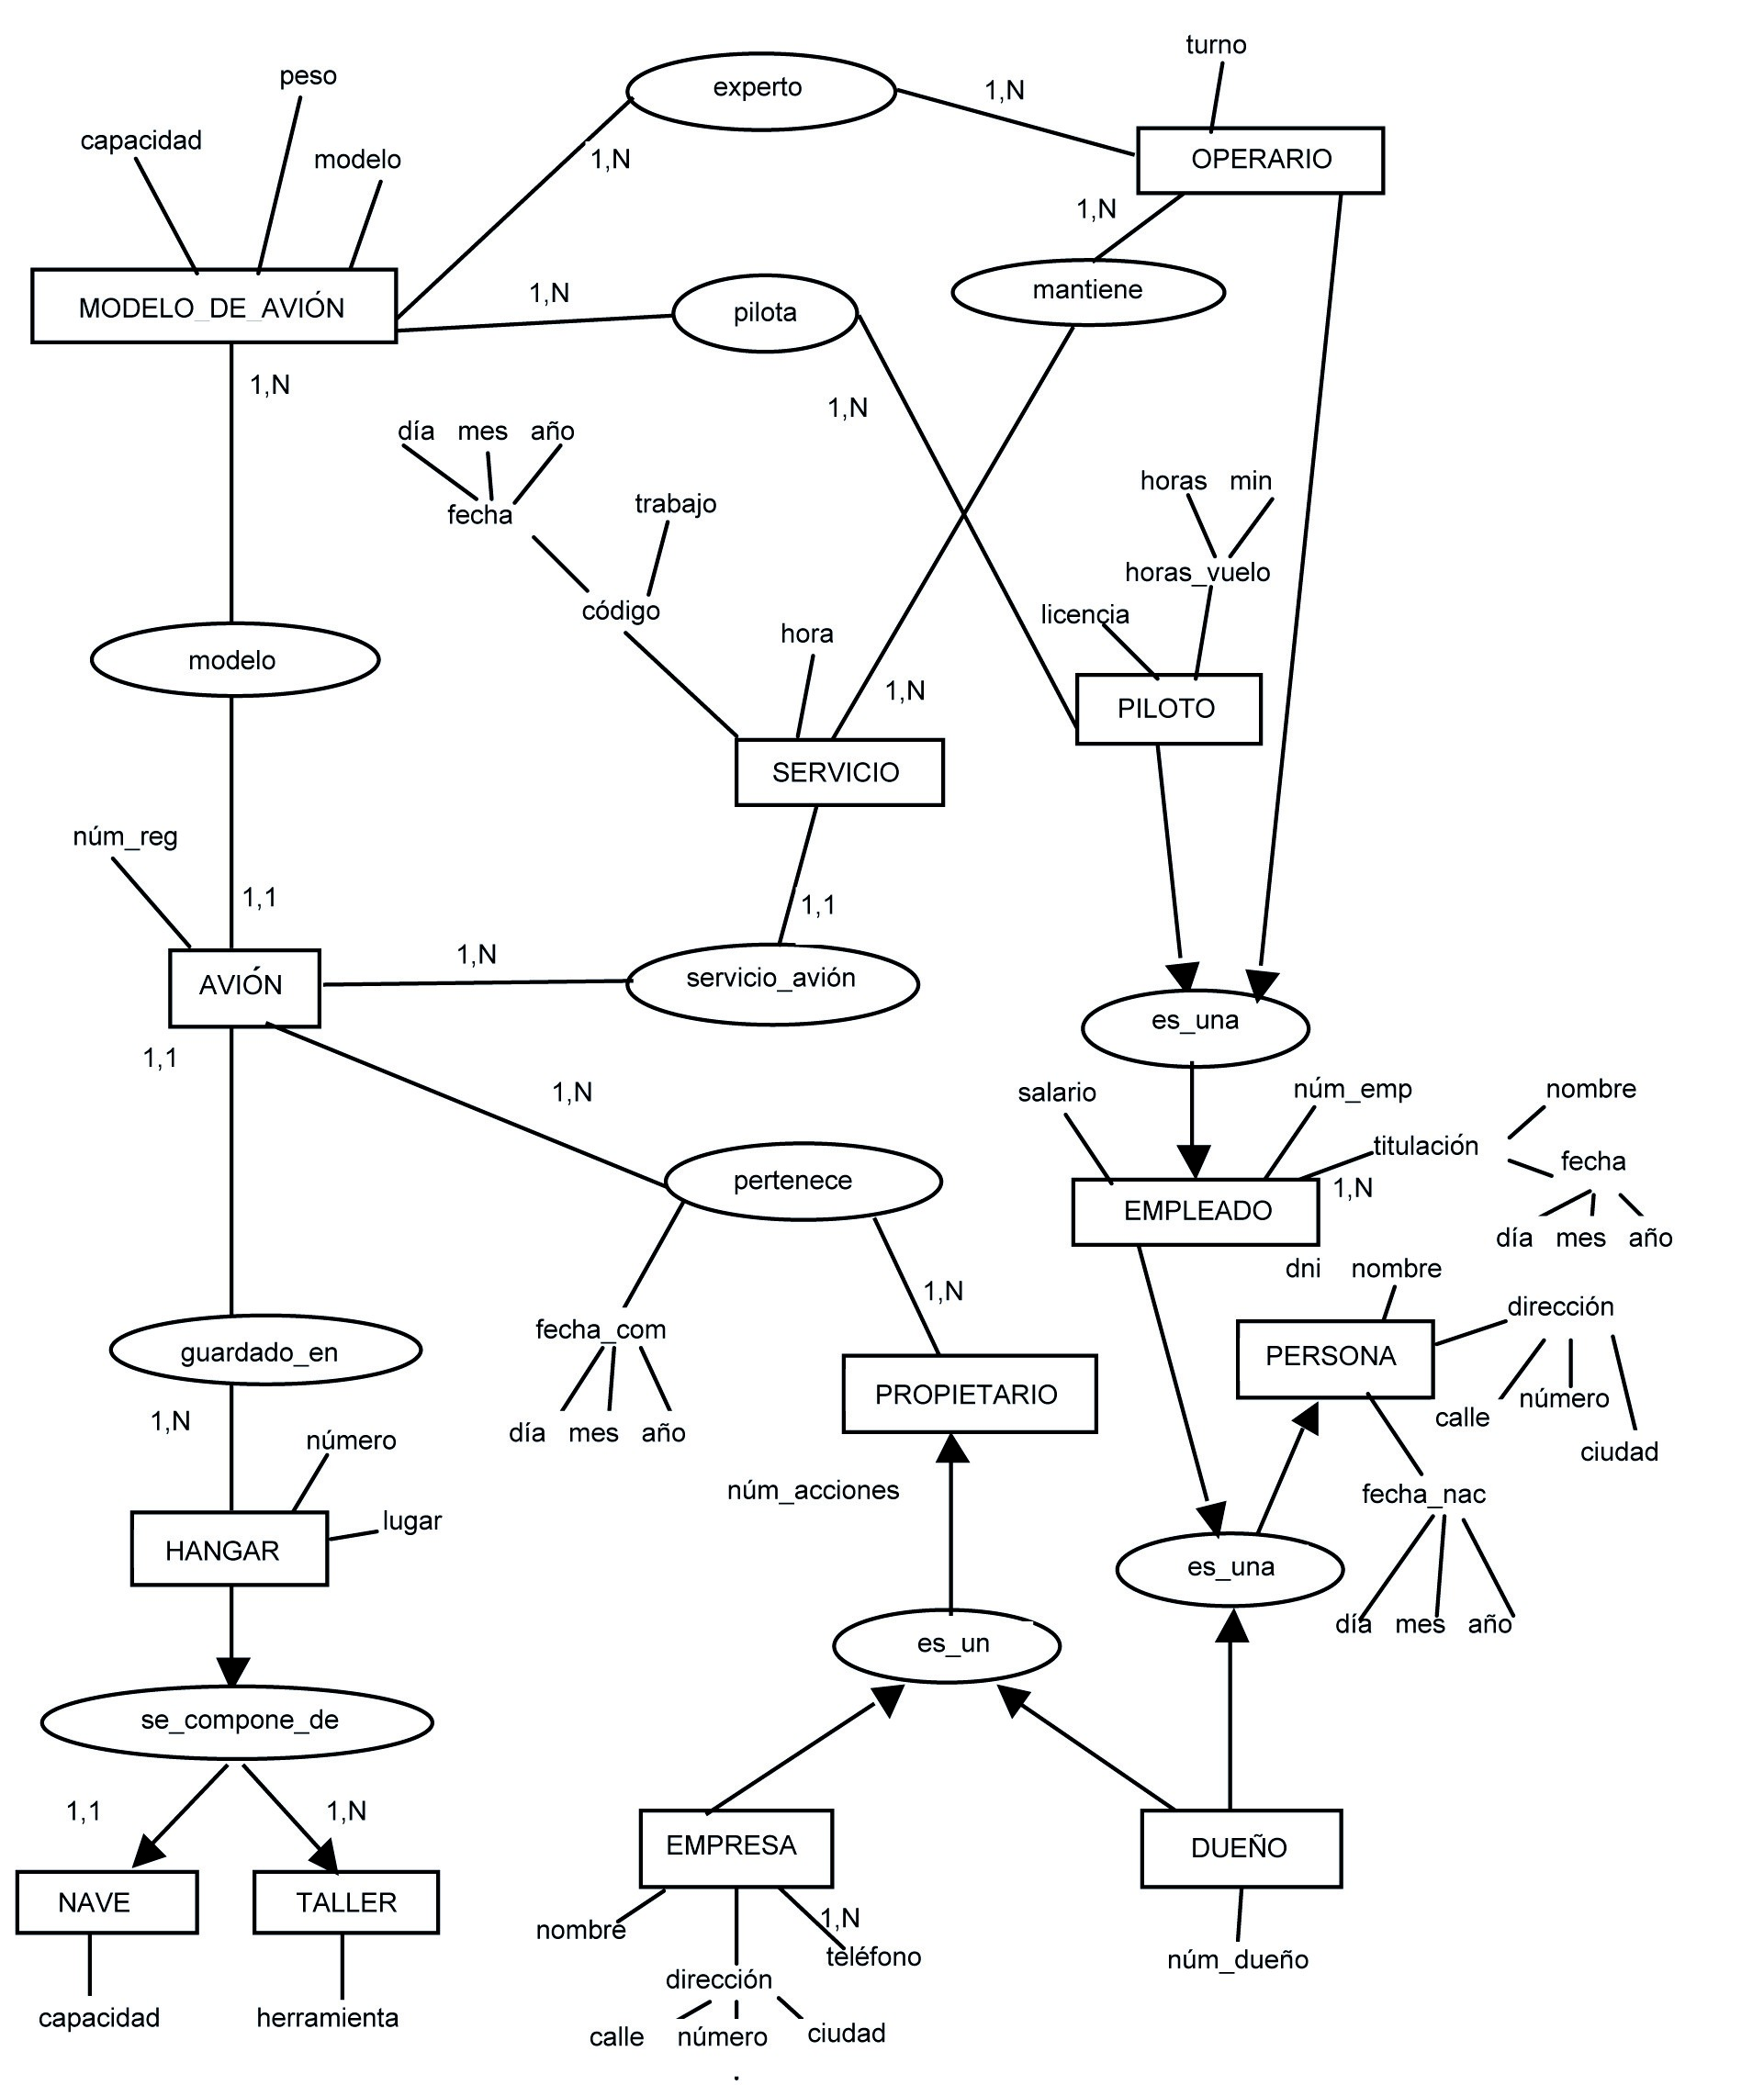 turno
peso
experto
1,N
capacidad
modelo
1,N
OPERARIO
1,N
MODELO_DE_AVIÓN
1,N
pilota
mantiene
1,N
1,N
día mes año
fecha
trabajo
horas min
horas_vuelo
código
licencia
hora
modelo
1,N
PILOTO
SERVICIO
núm_reg
1,1
1,1
AVIÓN
1,N
servicio_avión
es_una
1,1
1,N
salario
núm_emp
nombre
titulación
fecha
1,N
pertenece
EMPLEADO
día mes año
dni nombre
1,N
dirección
fecha_com
guardado_en
PERSONA
PROPIETARIO
número
calle
ciudad
1,N
día mes año
número
núm_acciones
fecha_nac
lugar
HANGAR
es_una
día mes año
es_un
se_compone_de
1,1
1,N
EMPRESA
DUEÑO
NAVE
TALLER
nombre
1,N
teléfono
núm_dueño
dirección
capacidad
herramienta
calle número ciudad
.